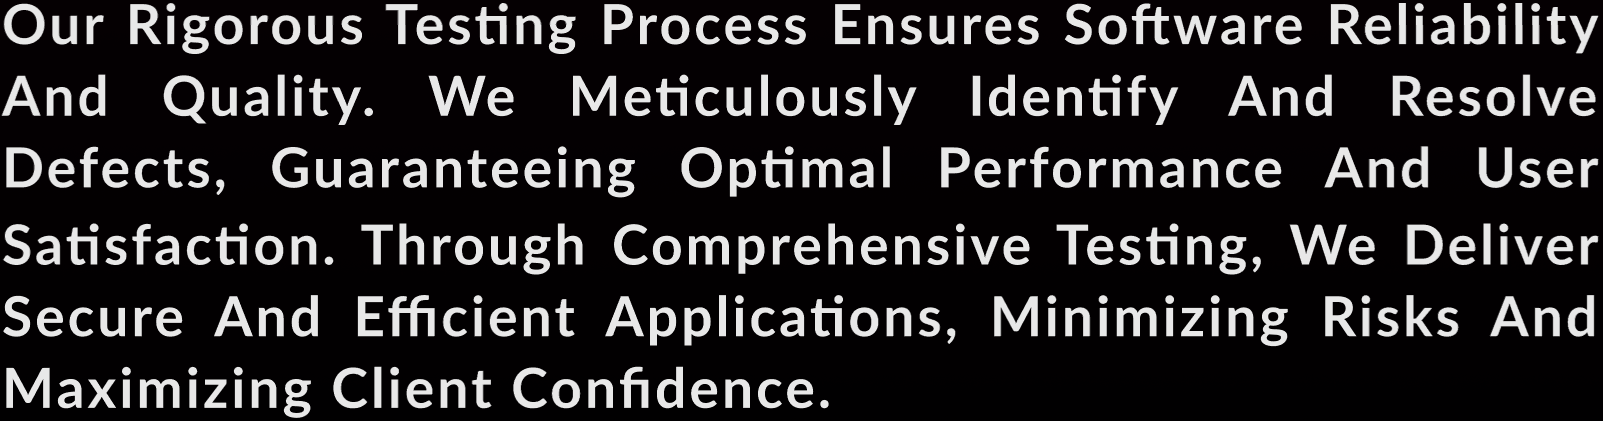 Our Rigorous Testing Process Ensures Software Reliability
And Quality. We Meticulously Identify And Resolve
Defects, Guaranteeing Optimal Performance And User
Satisfaction. Through Comprehensive Testing, We Deliver
Secure And Efficient Applications, Minimizing Risks And
Maximizing Client Confidence.